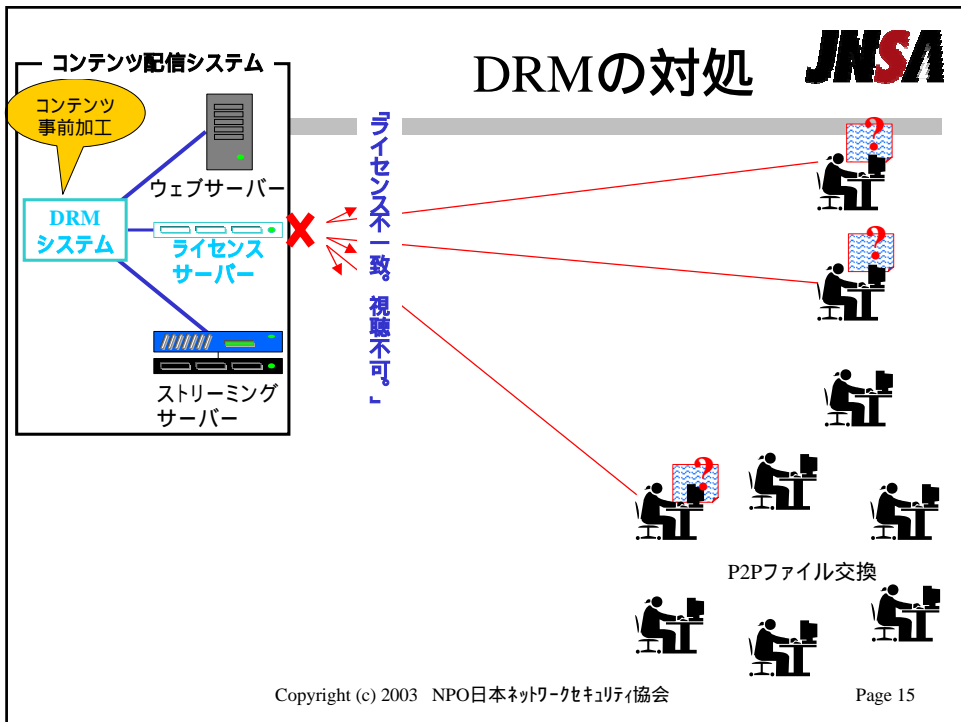 DRMの対処
JNSA
コンテンツ配信システム
コンテンツ
事前加工
ウェブサーバー
DRM
システム
ライセンス
サーバー
ストリーミング
サーバー
「ライセンス不一致。視聴不可。」
?
?
?
P2Pファイル交換
Copyright (c) 2003 NPO日本ネットワークセキュリティ協会
Page 15